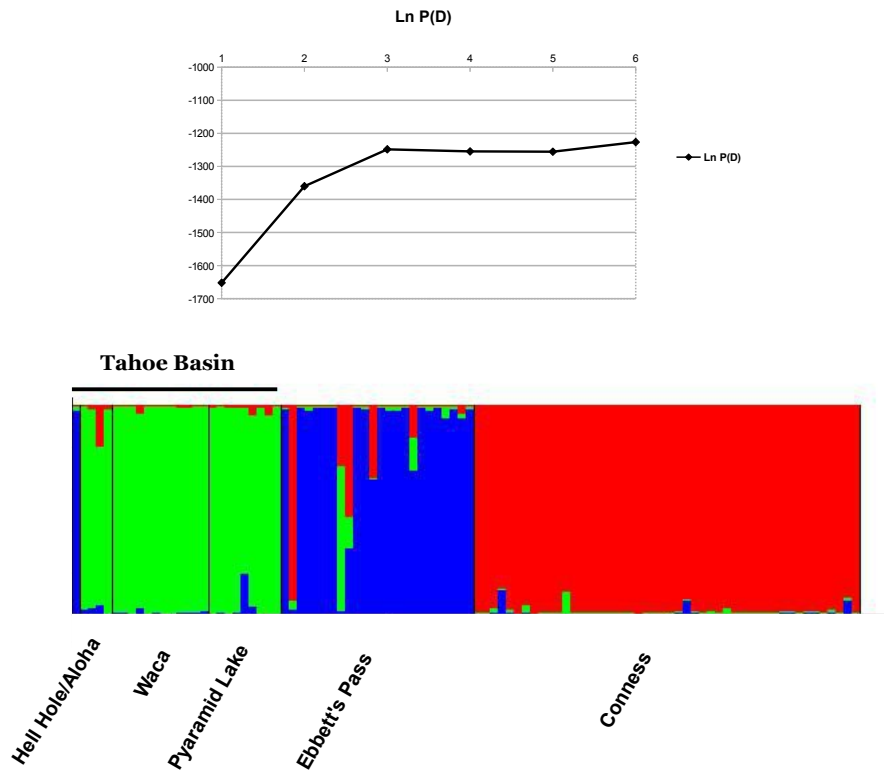 Ln P(D)
1 2 3 4 5 6
-1000
-1100
-1200
-1300
-1400
-1500
-1600
-1700
Ln P(D)
Tahoe Basin
Hell Hole/Aloha
Waca
Pyaramid Lake
Ebbett's Pass
Conness